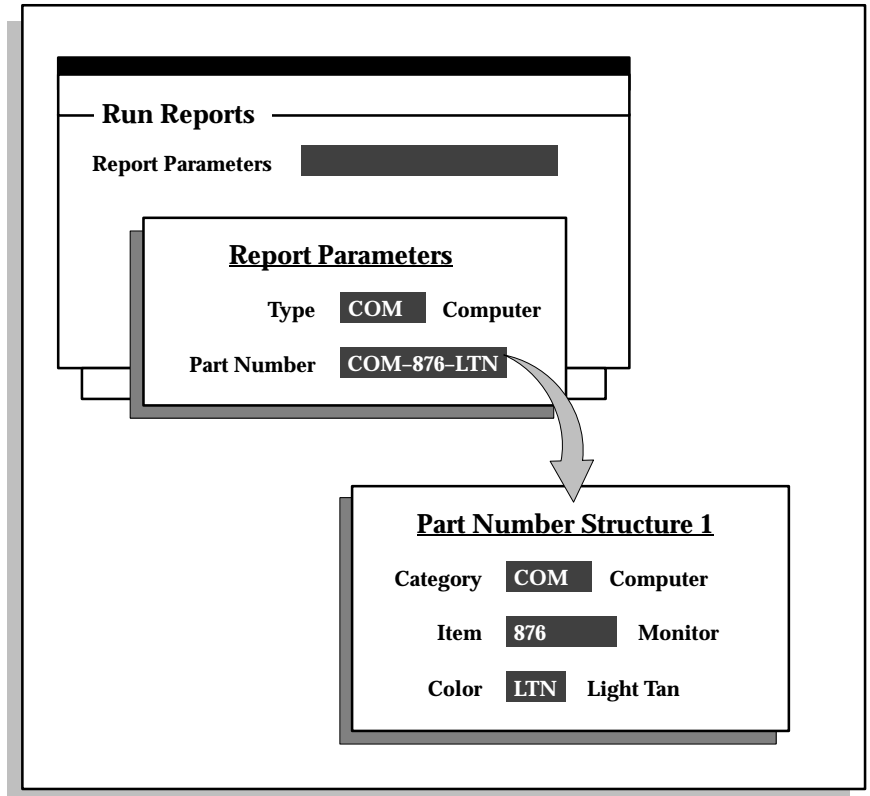 Run Reports
Report Parameters
Report Parameters
Type COM Computer
Part Number COM–876–LTN
Part Number Structure 1
Category COM Computer
Item 876 Monitor
Color LTN Light Tan